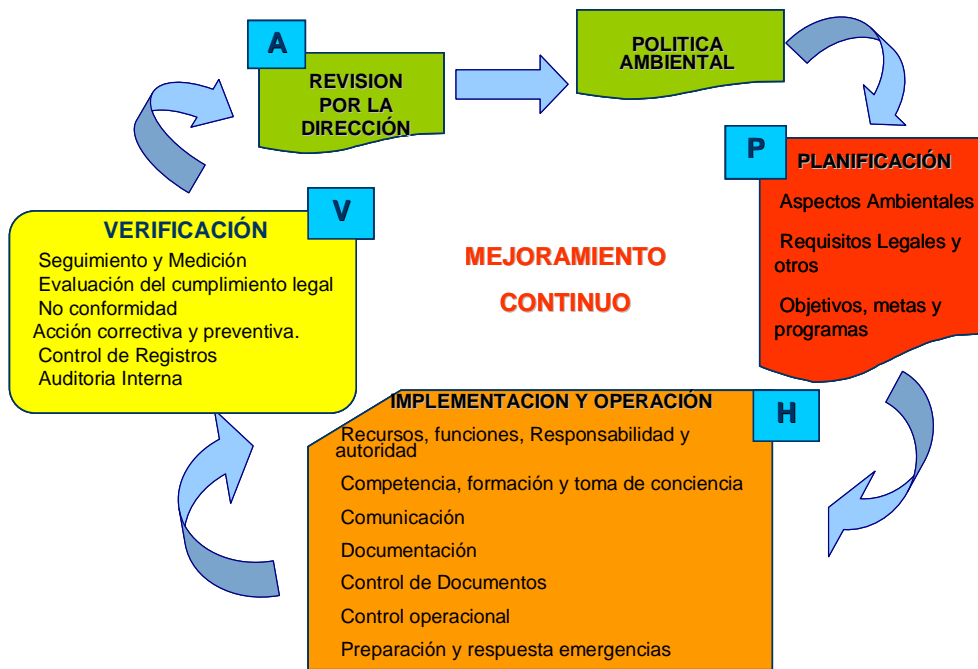 A
REVISION
POR LA
DIRECCIÓN
POLITICA
AMBIENTAL
P
PLANIFICACIÓN
Aspectos Ambientales
Requisitos Legales y
otros
Objetivos, metas y
programas
V
VERIFICACIÓN
Seguimiento y Medición
Evaluación del cumplimiento legal
No conformidad
Acción correctiva y preventiva.
Control de Registros
Auditoria Interna
MEJORAMIENTO
CONTINUO
H
IMPLEMENTACION Y OPERACIÓN
Recursos, funciones, Responsabilidad y
autoridad
Competencia, formación y toma de conciencia
Comunicación
Documentación
Control de Documentos
Control operacional
Preparación y respuesta emergencias